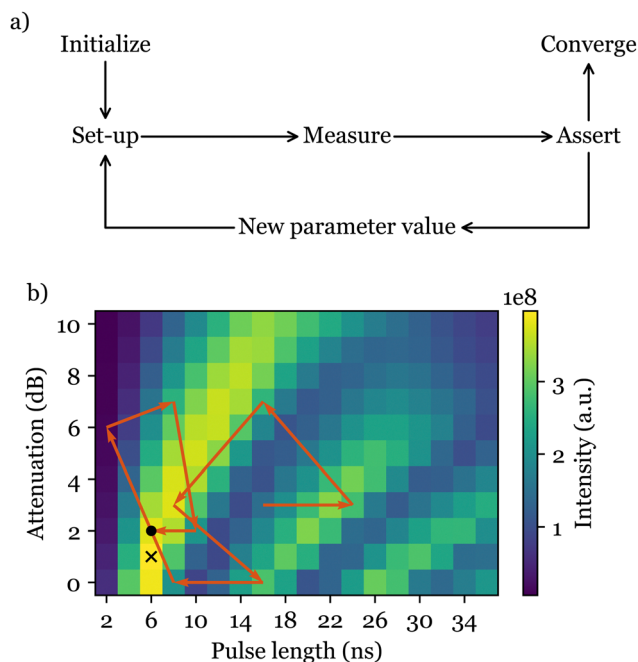 a)
Initialize
Converge
Set-up
Measure
Assert
New parameter value
b)
1e8
10
8
6
4
2
0
Attenuation (dB)
2
6
10
14
18
22
26
30
34
Pulse length (ns)
3
2
1
Intensity (a.u.)